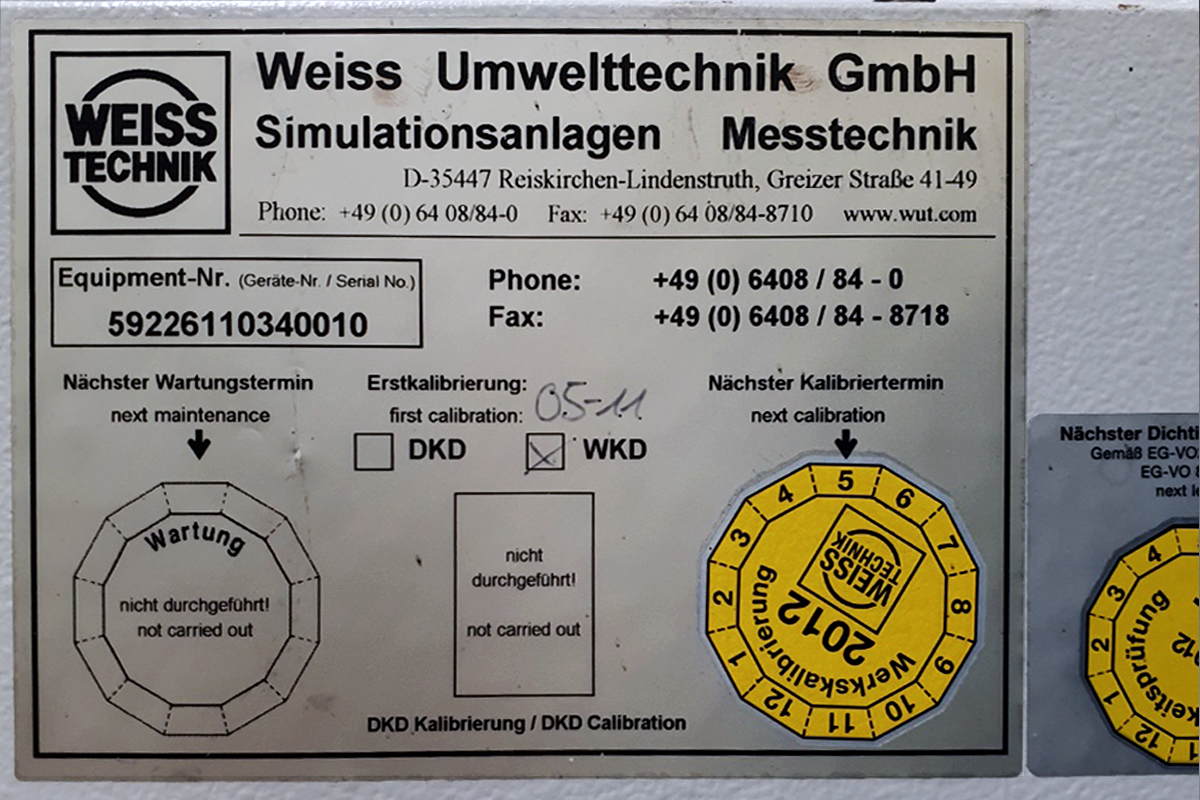 WEISS
TECHNIK
Weiss Umwelttechnik GmbH
Simulationsanlagen Messtechnik
D-35447 Reiskirchen-Lindenstruth, Greizer Straße 41-49
Phone: +49 (0) 64 08/84-0 Fax: +49 (0) 64 08/84-8710 www.wut.com
Equipment-Nr. (Geräte-Nr. / Serial No.)
59226110340010
Phone: +49 (0) 6408 / 84 - 0
Fax: +49 (0) 6408 / 84 - 8718
Nächster Wartungstermin
next maintenance
Wartung
nicht durchgeführt!
not carried out
Erstkalibrierung:
first calibration: 05-11
DKD WKD
nicht
durchgeführt!
not carried out
DKD Kalibrierung / DKD Calibration
Nächster Kalibriertermin
next calibration
1 2 3 4 5 6 7 8 9 10 11 12
WEISS
TECHNIK
2012
Werkskalibrierung
Nächster Dichti
Gemäß EG-VO
EG-VO
next
12 1 2 3 4
keitsprüfung